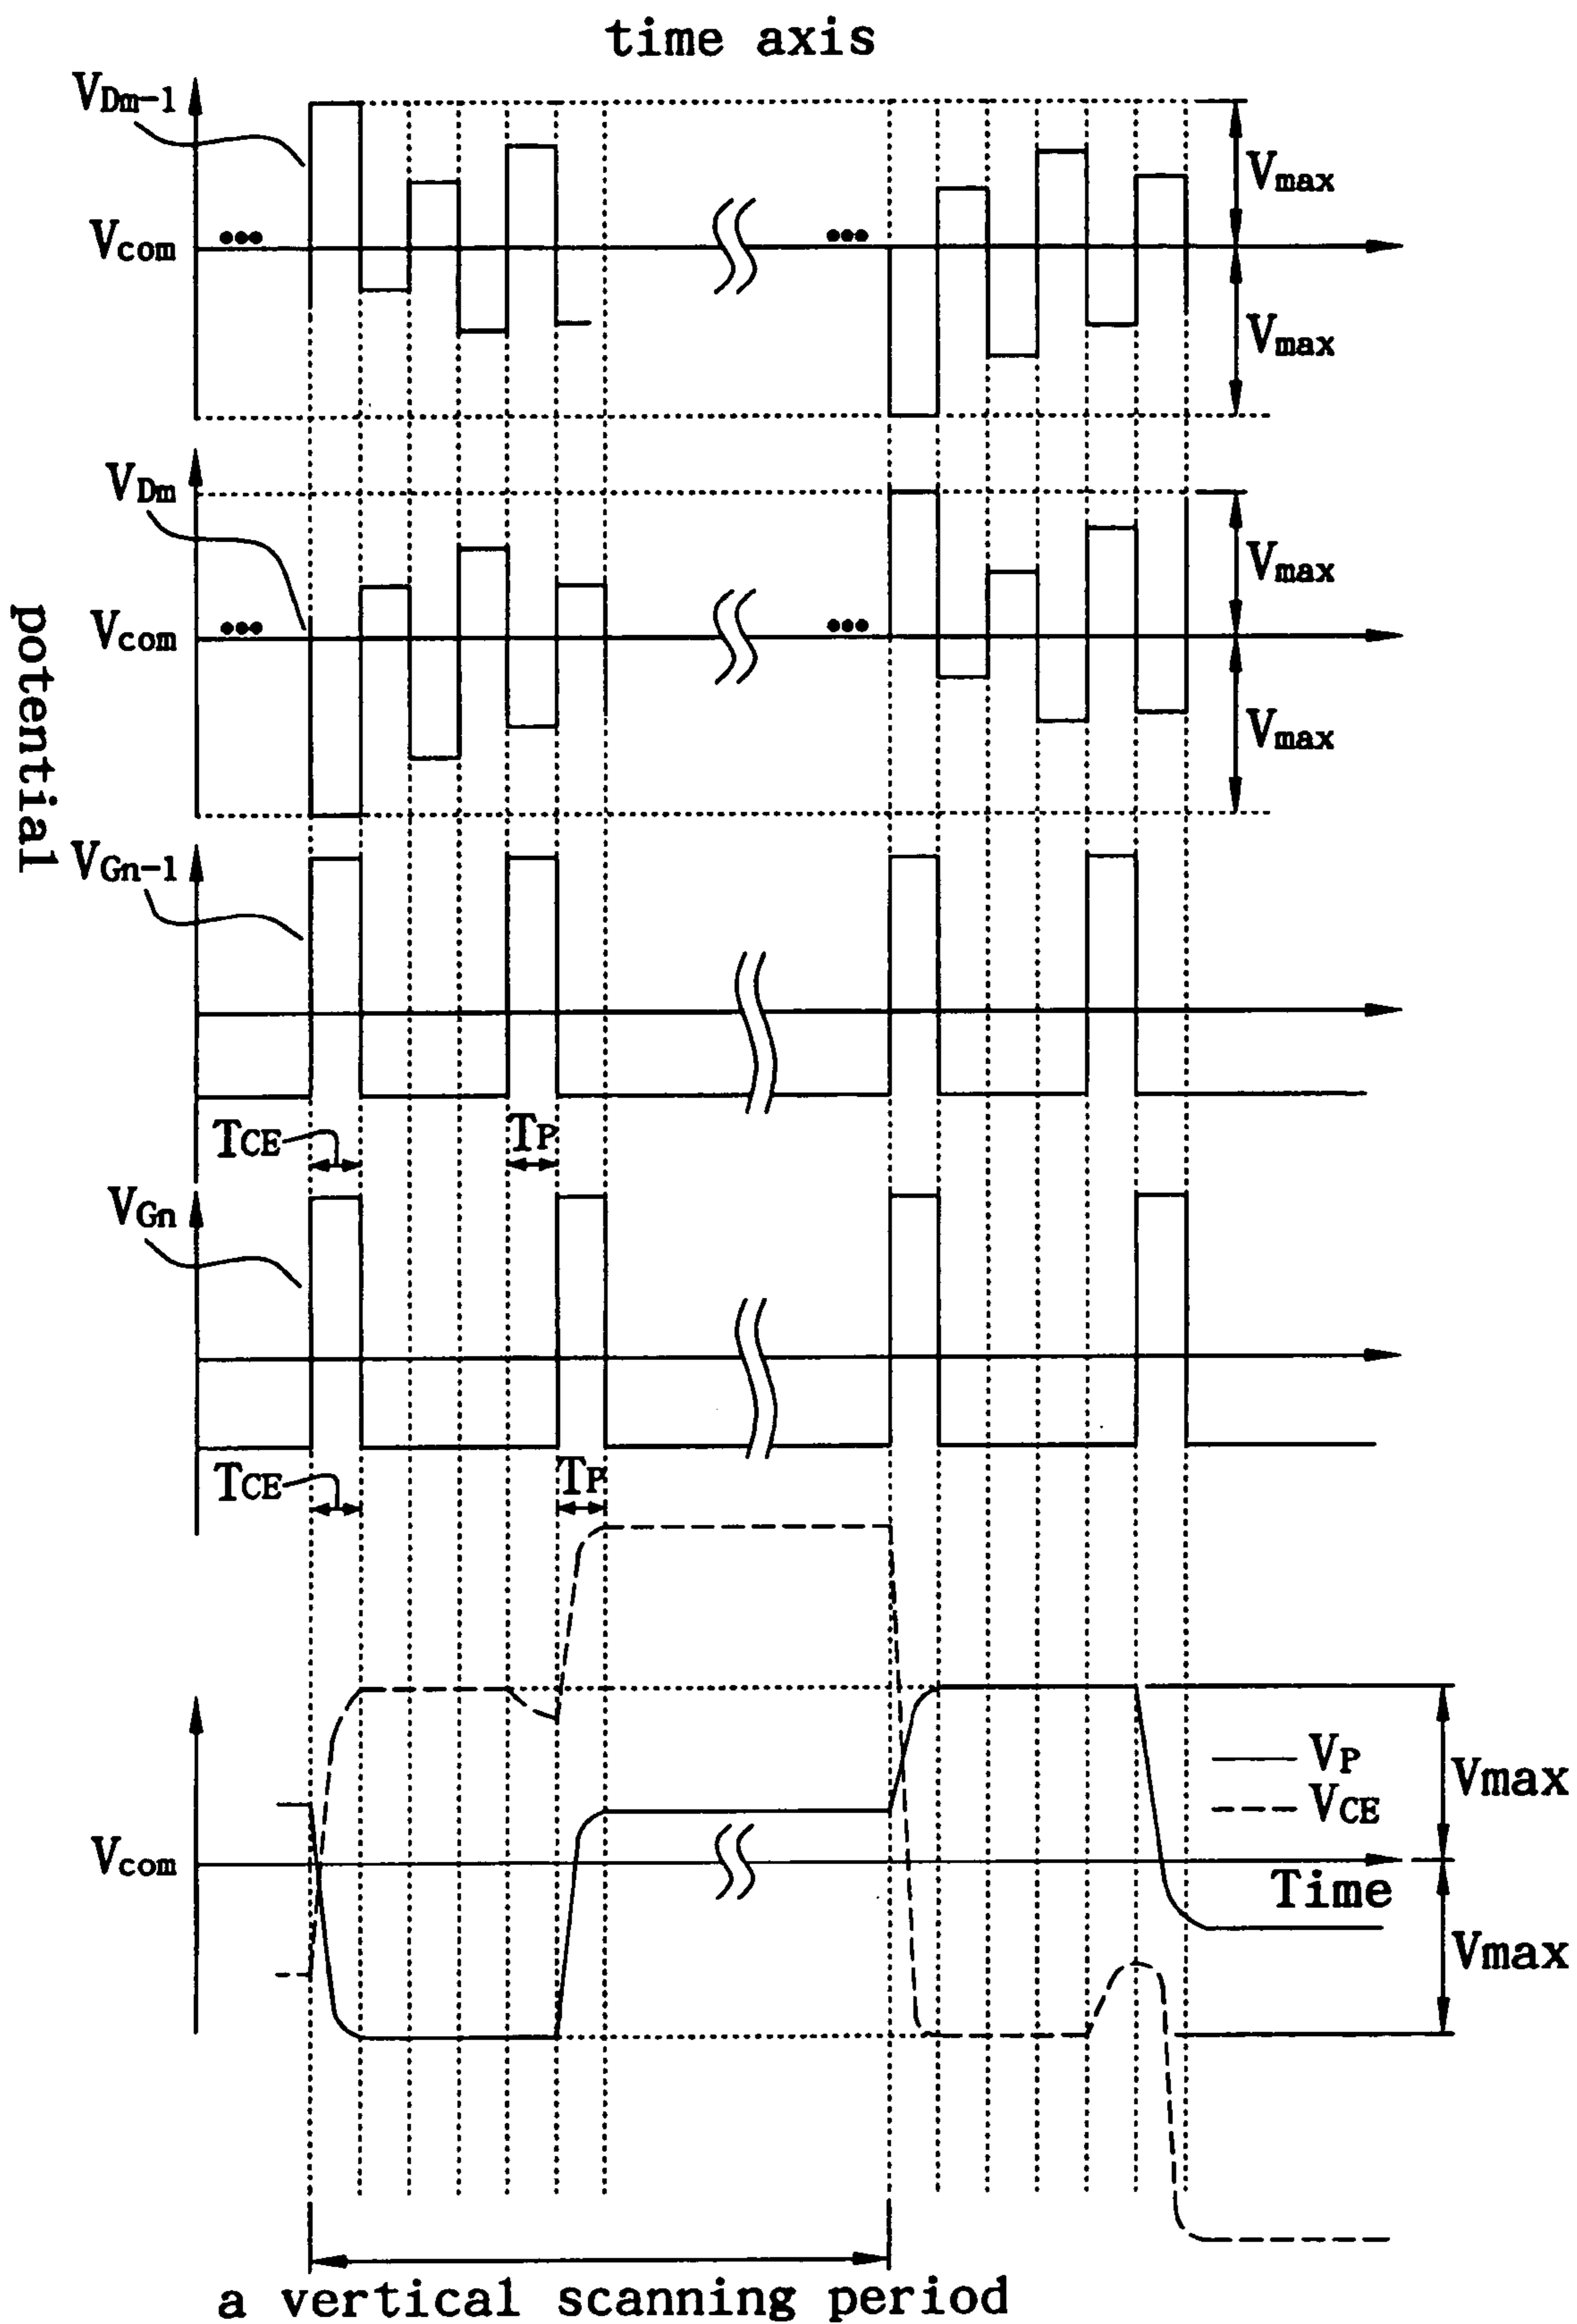 time axis
VDm-1
Vmax
Vcom
Vmax
VDm
Vmax
Vcom
Vmax
potential
VGn-1
TCE
TP
VGn
TCE
TP
VP
Vmax
VCE
Vcom
Time
Vmax
a vertical scanning period